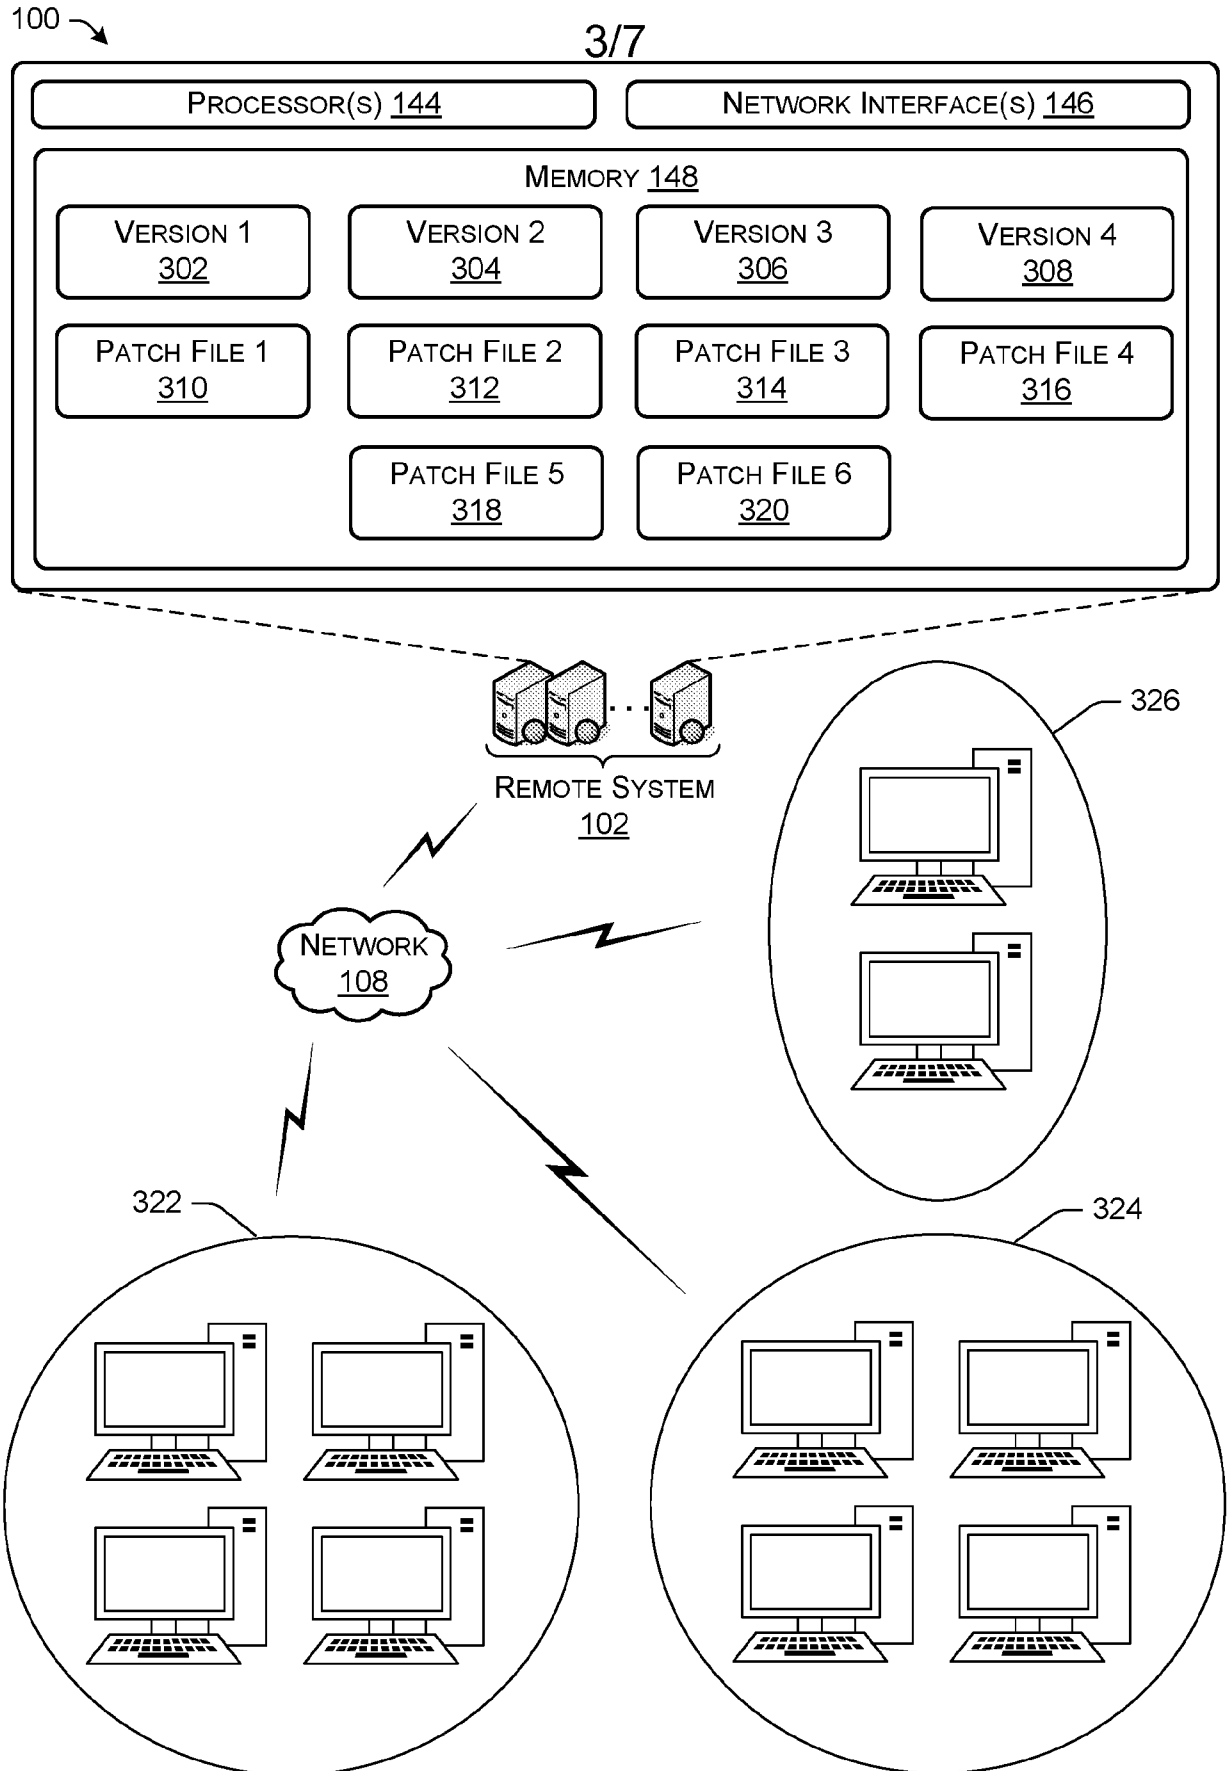 100
3/7
PROCESSOR(S) 144
NETWORK INTERFACE(S) 146
MEMORY 148
VERSION 1
302
VERSION 2
304
VERSION 3
306
VERSION 4
308
PATCH FILE 1
310
PATCH FILE 2
312
PATCH FILE 3
314
PATCH FILE 4
316
PATCH FILE 5
318
PATCH FILE 6
320
...
REMOTE SYSTEM
102
326
NETWORK
108
322
324